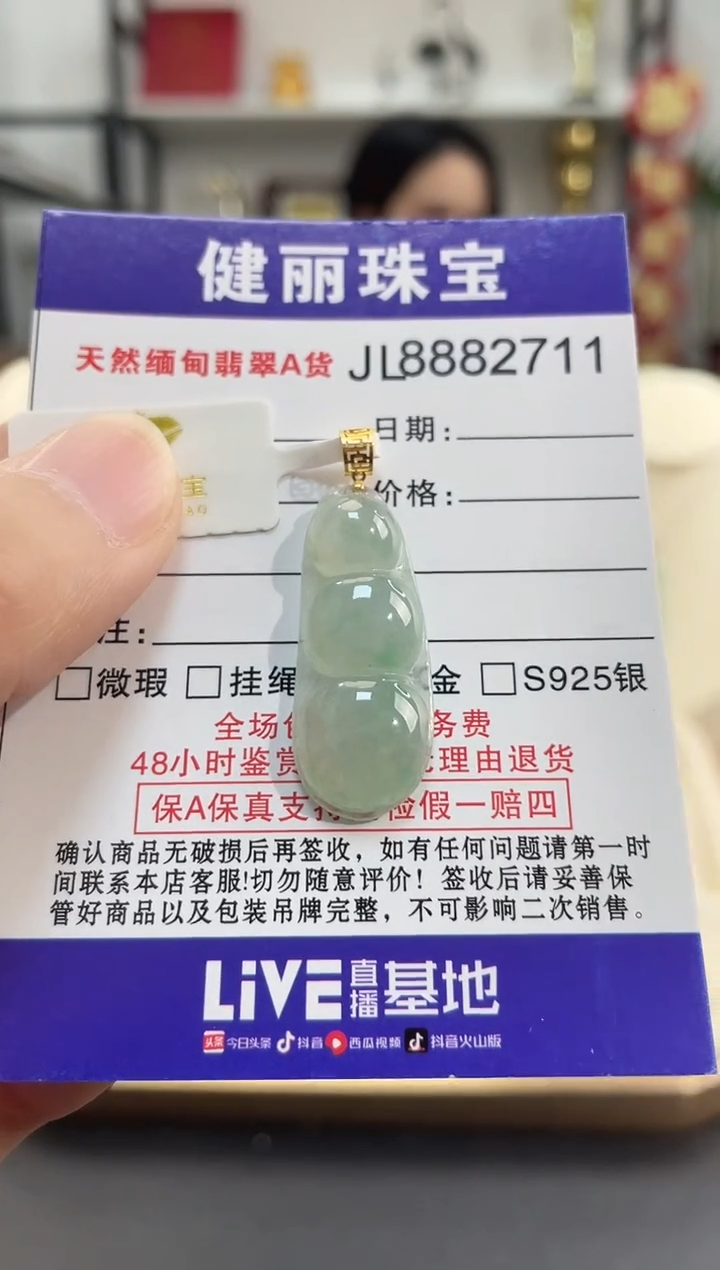 健丽珠宝
天然缅甸翡翠A货 JL8882711
日期:
宝
价格:
注:
□微瑕 □挂绳 金 □S925银
全场包 务费
48小时鉴赏 理由退货
保A保真支持 检假一赔四
确认商品无破损后再签收，如有任何问题请第一时
间联系本店客服!切勿随意评价！签收后请妥善保
管好商品以及包装吊牌完整，不可影响二次销售。
LiVE直播基地
头条 今日头条 抖音 西瓜视频 抖音火山版